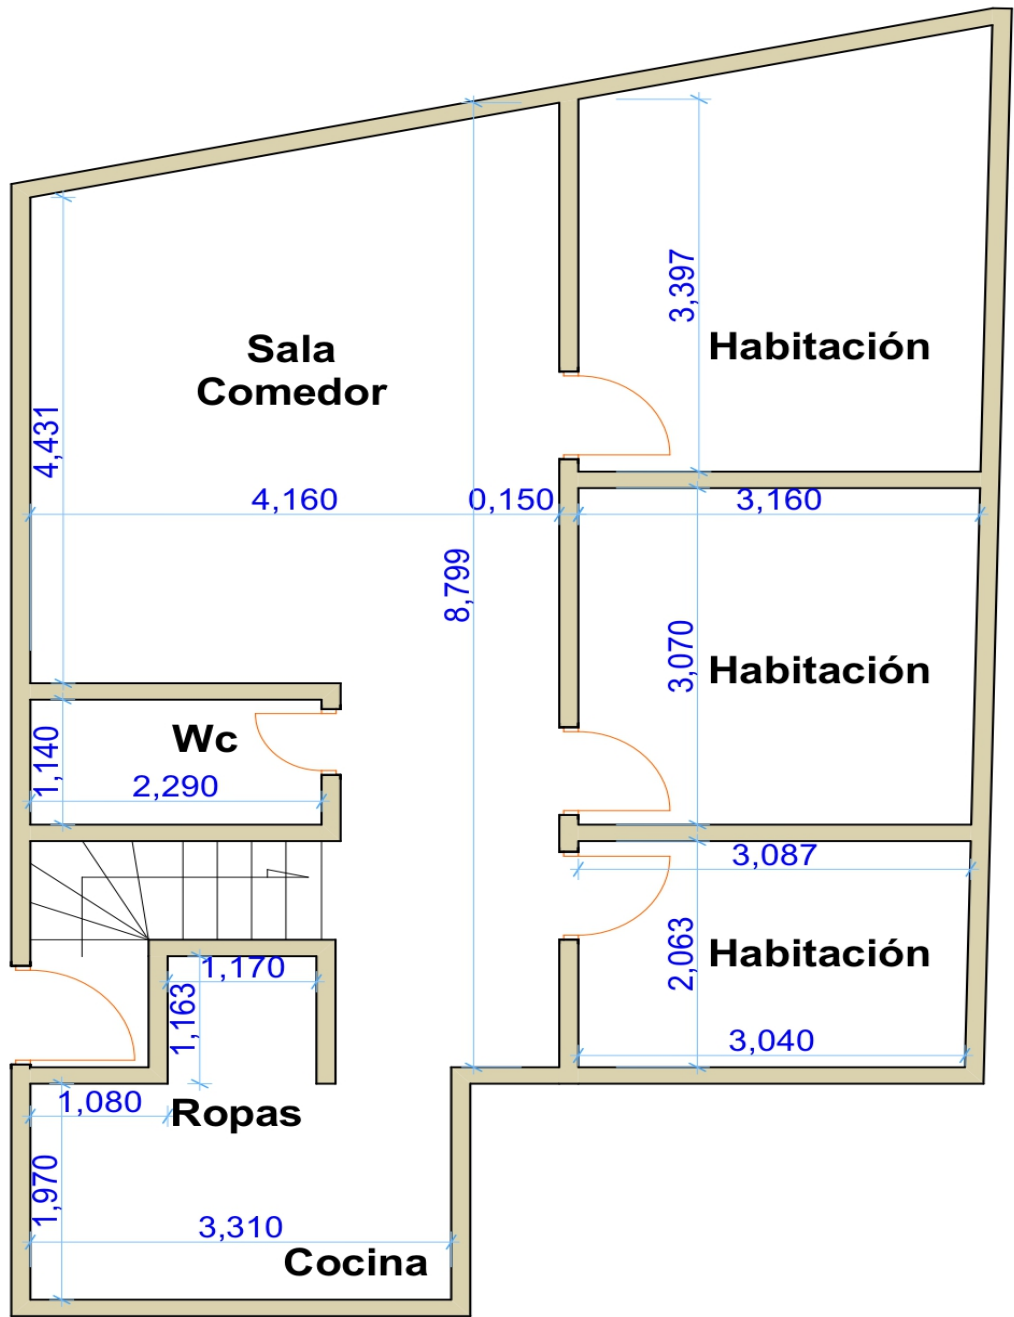 3,397
Sala
Comedor
Habitación
4,431
4,160
0,150
3,160
8,799
3,070
Habitación
Wc
1,140
2,290
3,087
2,063
Habitación
1,170
1,163
3,040
1,080
Ropas
1,970
3,310
Cocina